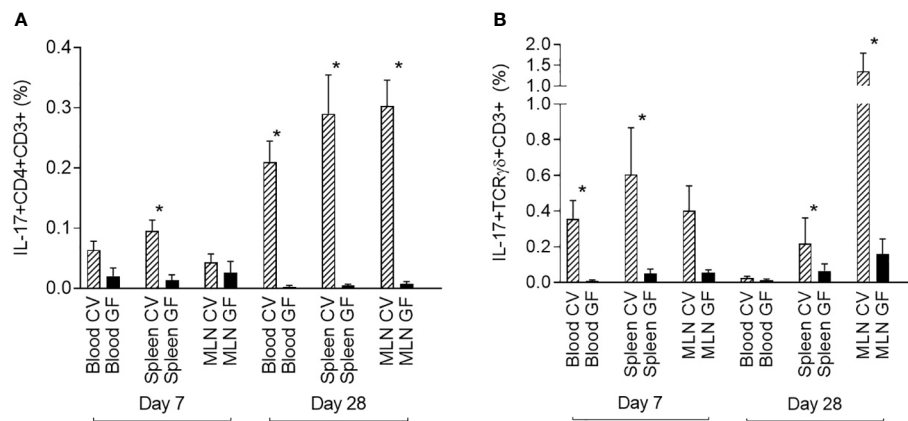 A
IL-17+CD4+CD3+ (%)
0.4
0.3
0.2
0.1
0.0
*
*
*
*
Blood CV
Blood GF
Spleen CV
Spleen GF
MLN CV
MLN GF
Blood CV
Blood GF
Spleen CV
Spleen GF
MLN CV
MLN GF
Day 7
Day 28
B
IL-17+TCRγδ+CD3+ (%)
2.0
1.5
1.0
1.0
0.8
0.6
0.4
0.2
0.0
*
*
*
*
Blood CV
Blood GF
Spleen CV
Spleen GF
MLN CV
MLN GF
Blood CV
Blood GF
Spleen CV
Spleen GF
MLN CV
MLN GF
Day 7
Day 28